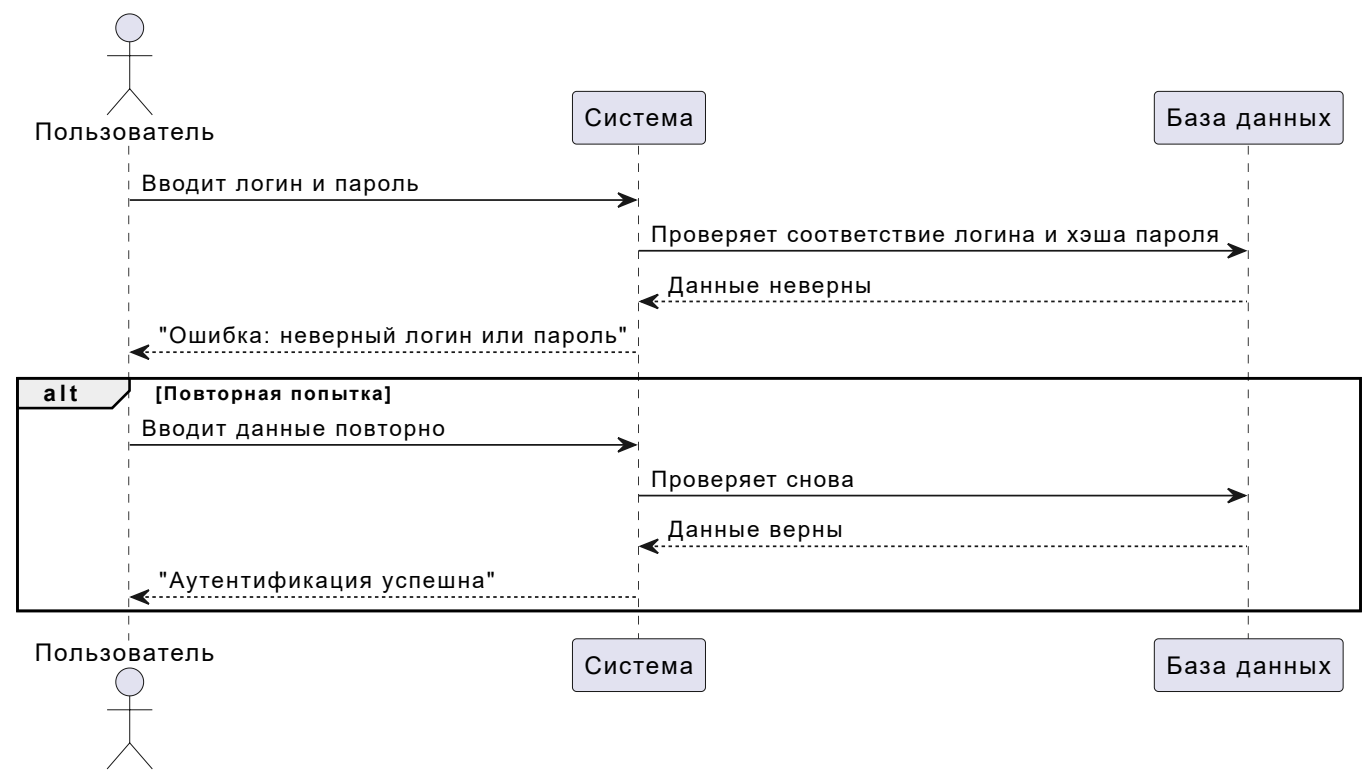 Пользователь
Система
База данных
Вводит логин и пароль
Проверяет соответствие логина и хэша пароля
Данные неверны
"Ошибка: неверный логин или пароль"
alt
[Повторная попытка]
Вводит данные повторно
Проверяет снова
Данные верны
"Аутентификация успешна"
Пользователь
Система
База данных